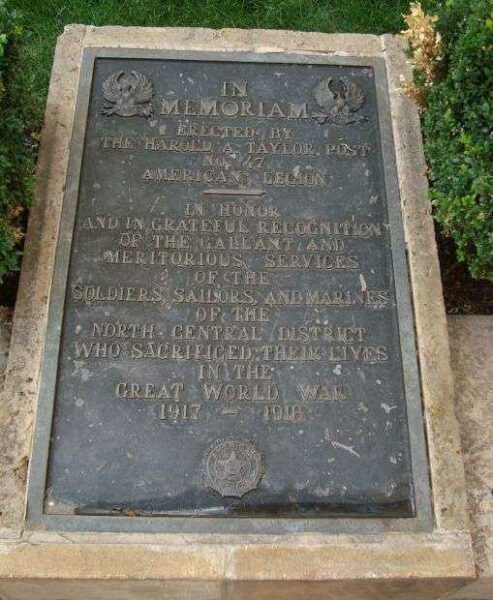 IN
MEMORIAM
ERECTED BY
THE HAROLD A. TAYLOR POST
NO. 47
AMERICAN LEGION
IN HONOR
AND IN GRATEFUL RECOGNITION
OF THE GALLANT AND
MERITORIOUS SERVICES
OF THE
SOLDIERS, SAILORS, AND MARINES
OF THE
NORTH CENTRAL DISTRICT
WHO SACRIFICED THEIR LIVES
IN THE
GREAT WORLD WAR
1917 - 1918